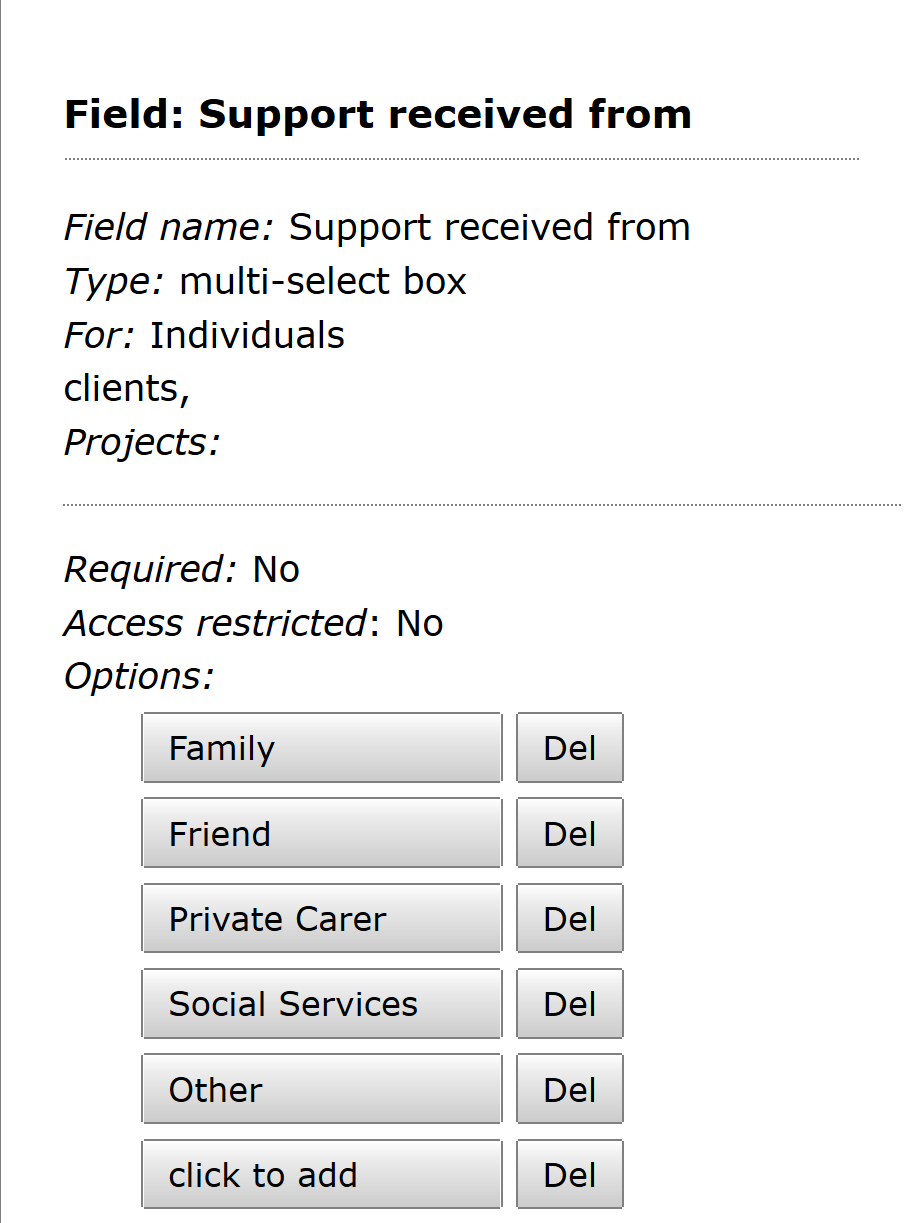 Field: Support received from
Field name: Support received from
Type: multi-select box
For: Individuals
clients,
Projects:
Required: No
Access restricted: No
Options:
Family Del
Friend Del
Private Carer Del
Social Services Del
Other Del
click to add Del